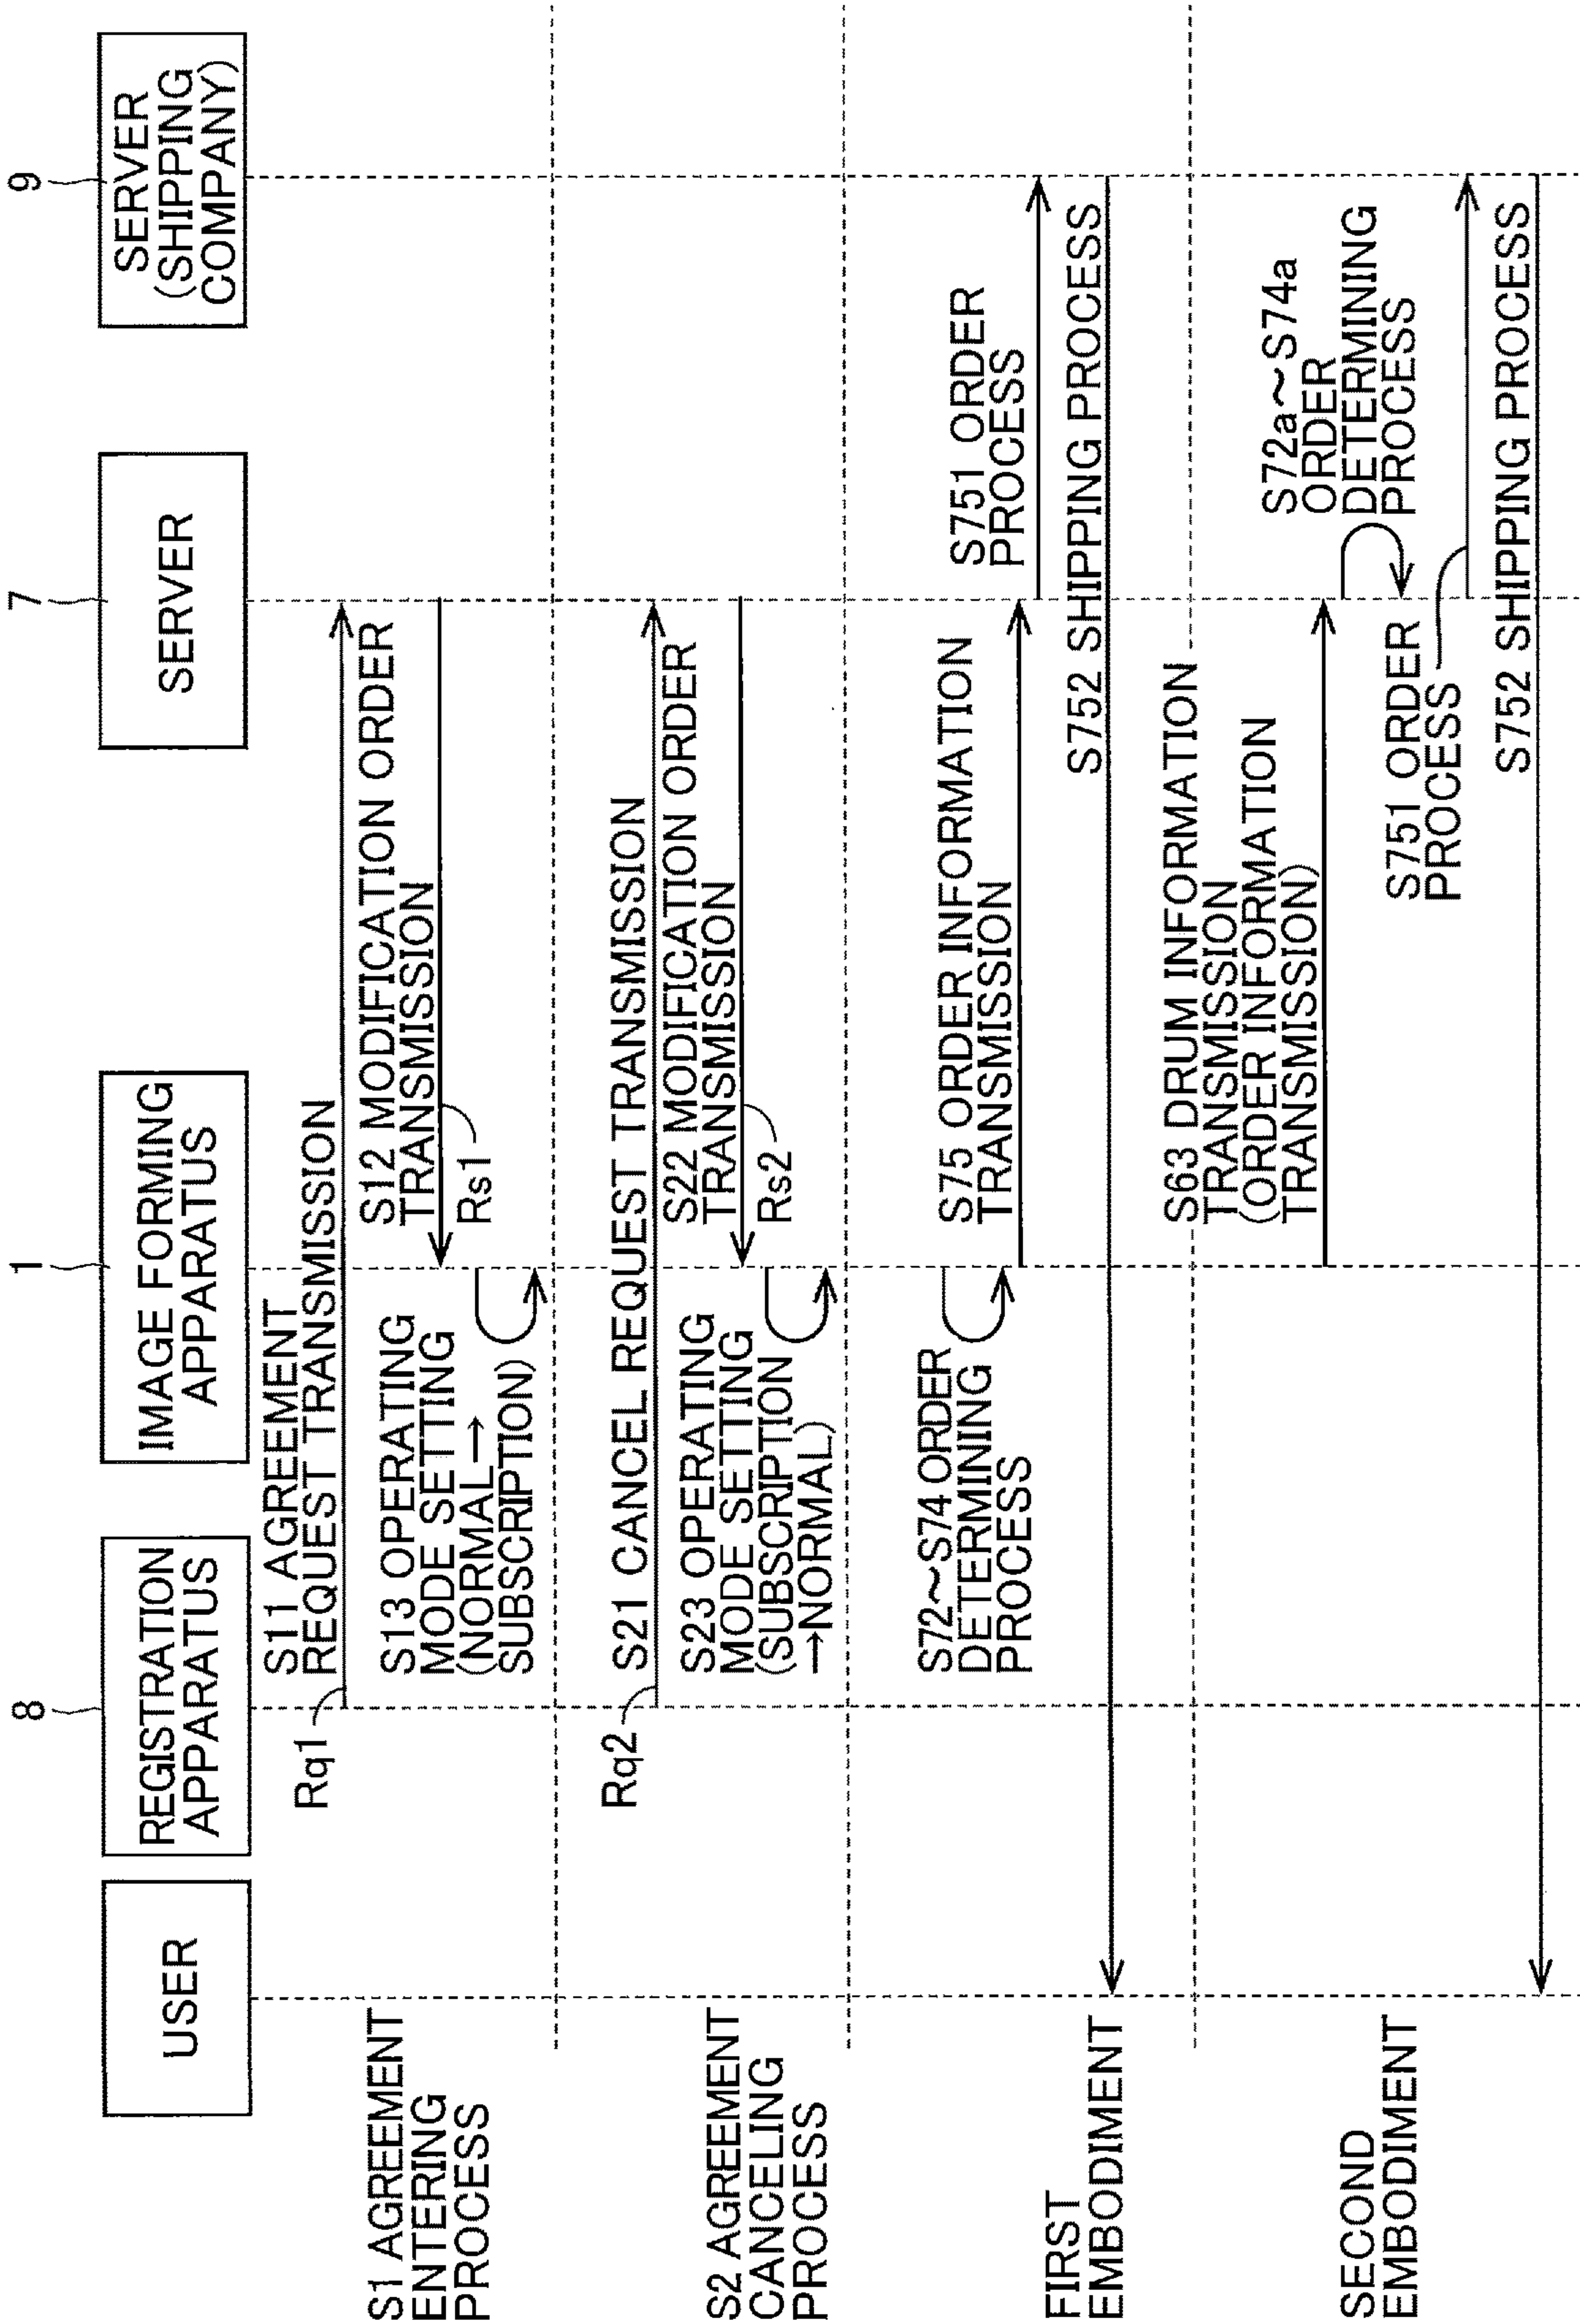 USER
8
REGISTRATION
APPARATUS
1
IMAGE FORMING
APPARATUS
7
SERVER
9
SERVER
(SHIPPING
COMPANY)
S1 AGREEMENT
ENTERING
PROCESS
Rq1
S11 AGREEMENT
REQUEST TRANSMISSION
S12 MODIFICATION ORDER
TRANSMISSION
Rs1
S13 OPERATING
MODE SETTING
(NORMAL→
SUBSCRIPTION)
S2 AGREEMENT
CANCELING
PROCESS
Rq2
S21 CANCEL REQUEST TRANSMISSION
S22 MODIFICATION ORDER
TRANSMISSION
Rs2
S23 OPERATING
MODE SETTING
(SUBSCRIPTION
→NORMAL)
FIRST
EMBODIMENT
S72~S74 ORDER
DETERMINING
PROCESS
S75 ORDER INFORMATION
TRANSMISSION
S751 ORDER
PROCESS
S752 SHIPPING PROCESS
SECOND
EMBODIMENT
S63 DRUM INFORMATION
TRANSMISSION
(ORDER INFORMATION
TRANSMISSION)
S72a~S74a
ORDER
DETERMINING
PROCESS
S751 ORDER
PROCESS
S752 SHIPPING PROCESS